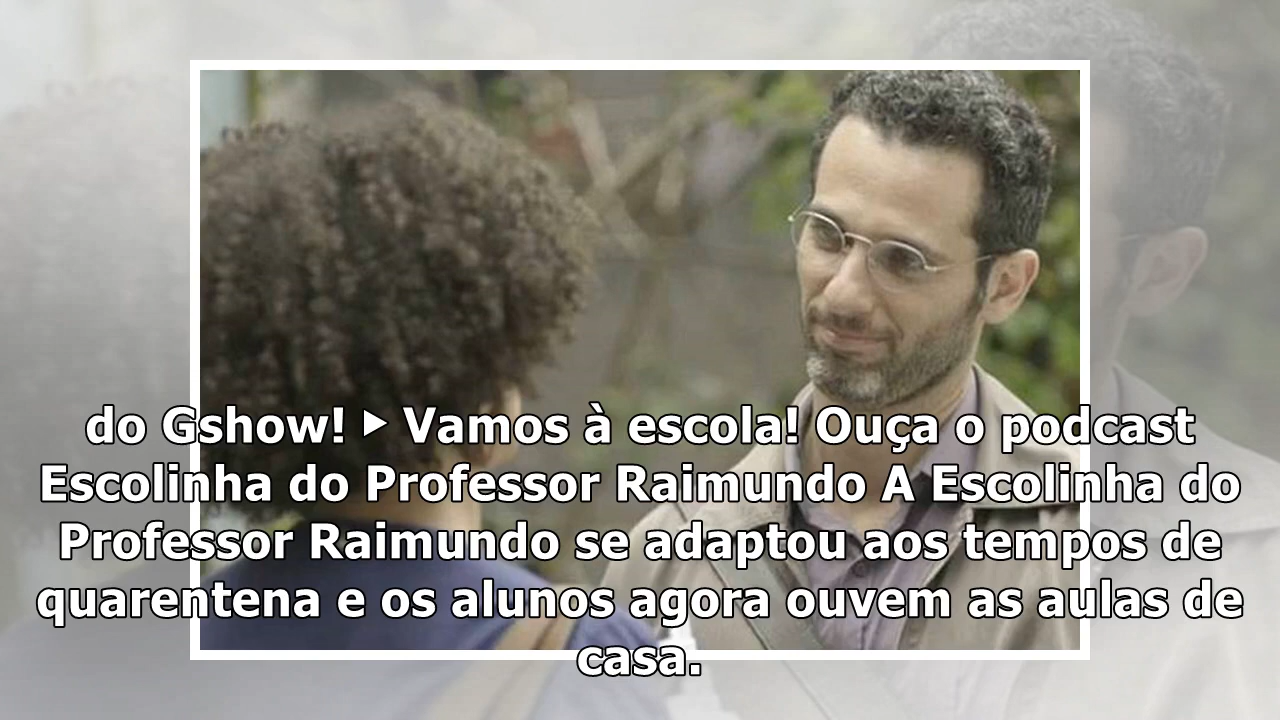 do Gshow! ▶ Vamos à escola! Ouça o podcast
Escolinha do Professor Raimundo A Escolinha do
Professor Raimundo se adaptou aos tempos de
quarentena e os alunos agora ouvem as aulas de
casa.